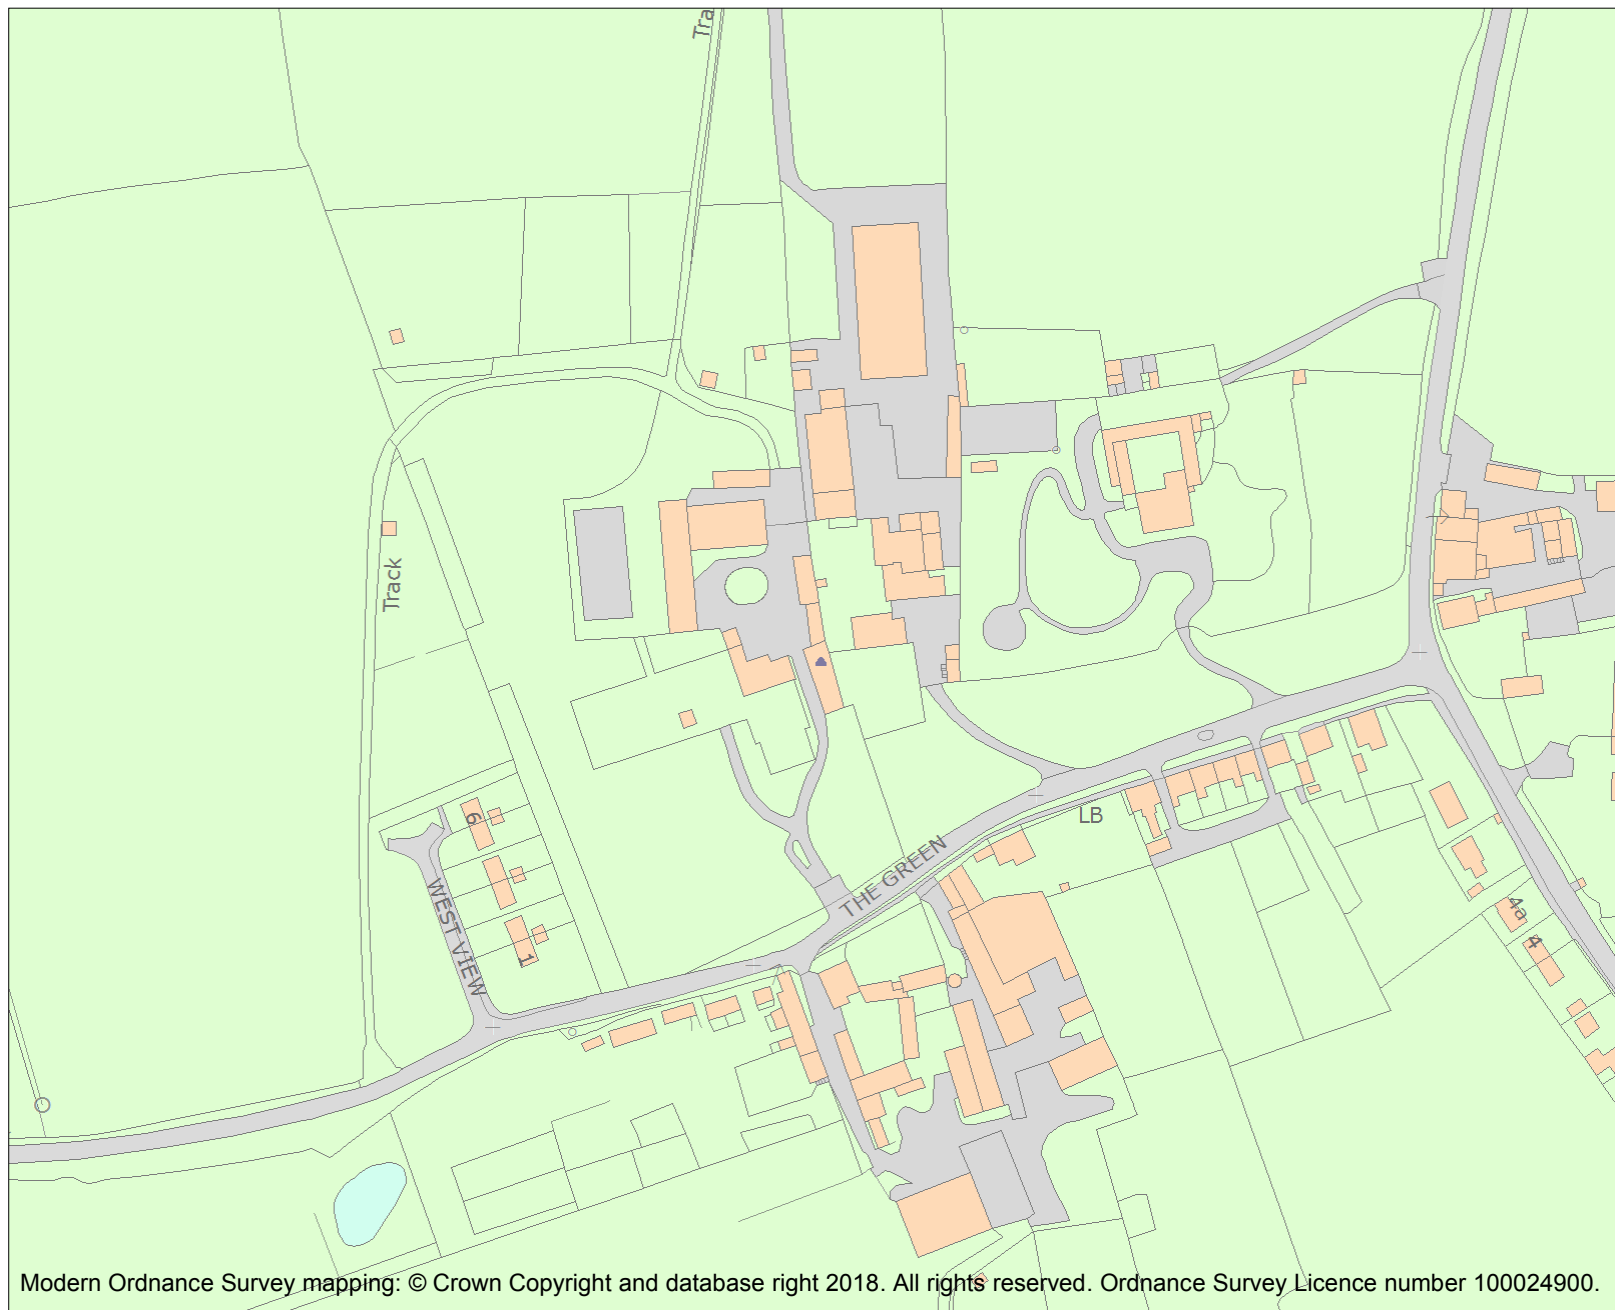 Tra
Track
6
WEST VIEW
1
THE GREEN
LB
4a
4
Modern Ordnance Survey mapping: © Crown Copyright and database right 2018. All rights reserved. Ordnance Survey Licence number 100024900.